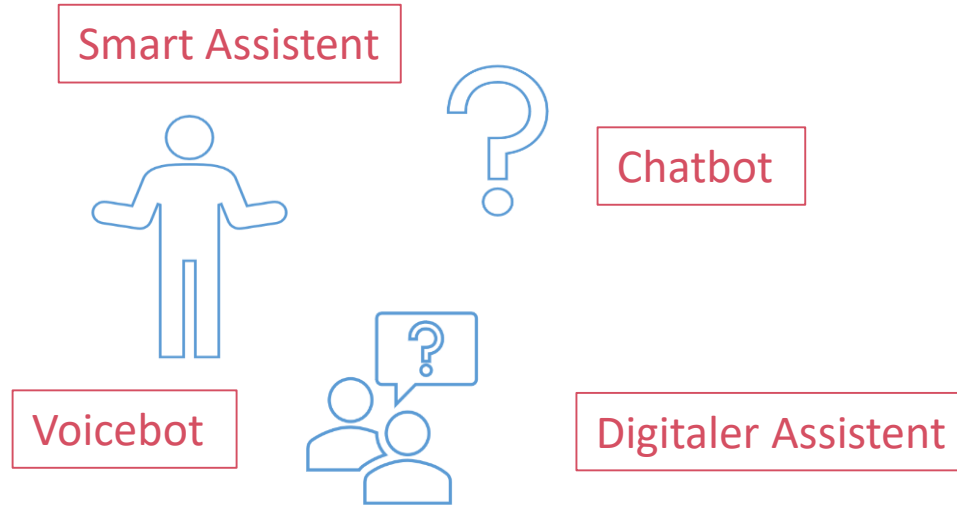 Smart Assistent
?
Chatbot
?
Voicebot
Digitaler Assistent